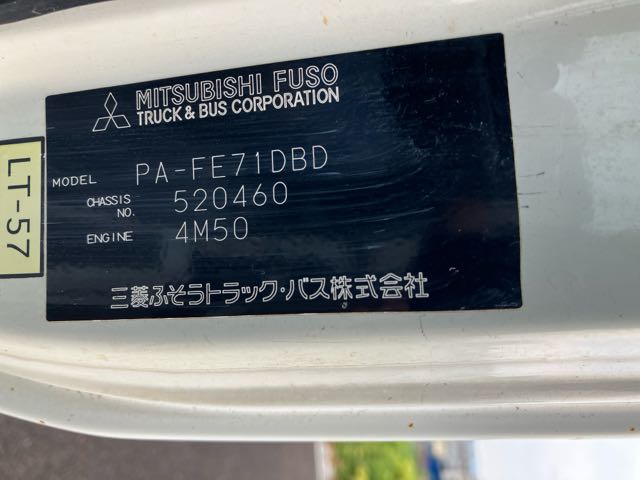 MITSUBISHI FUSO
TRUCK & BUS CORPORATION
MODEL PA-FE71DBD
CHASSIS NO. 520460
ENGINE 4M50
三菱ふそうトラック・バス株式会社
LT-57